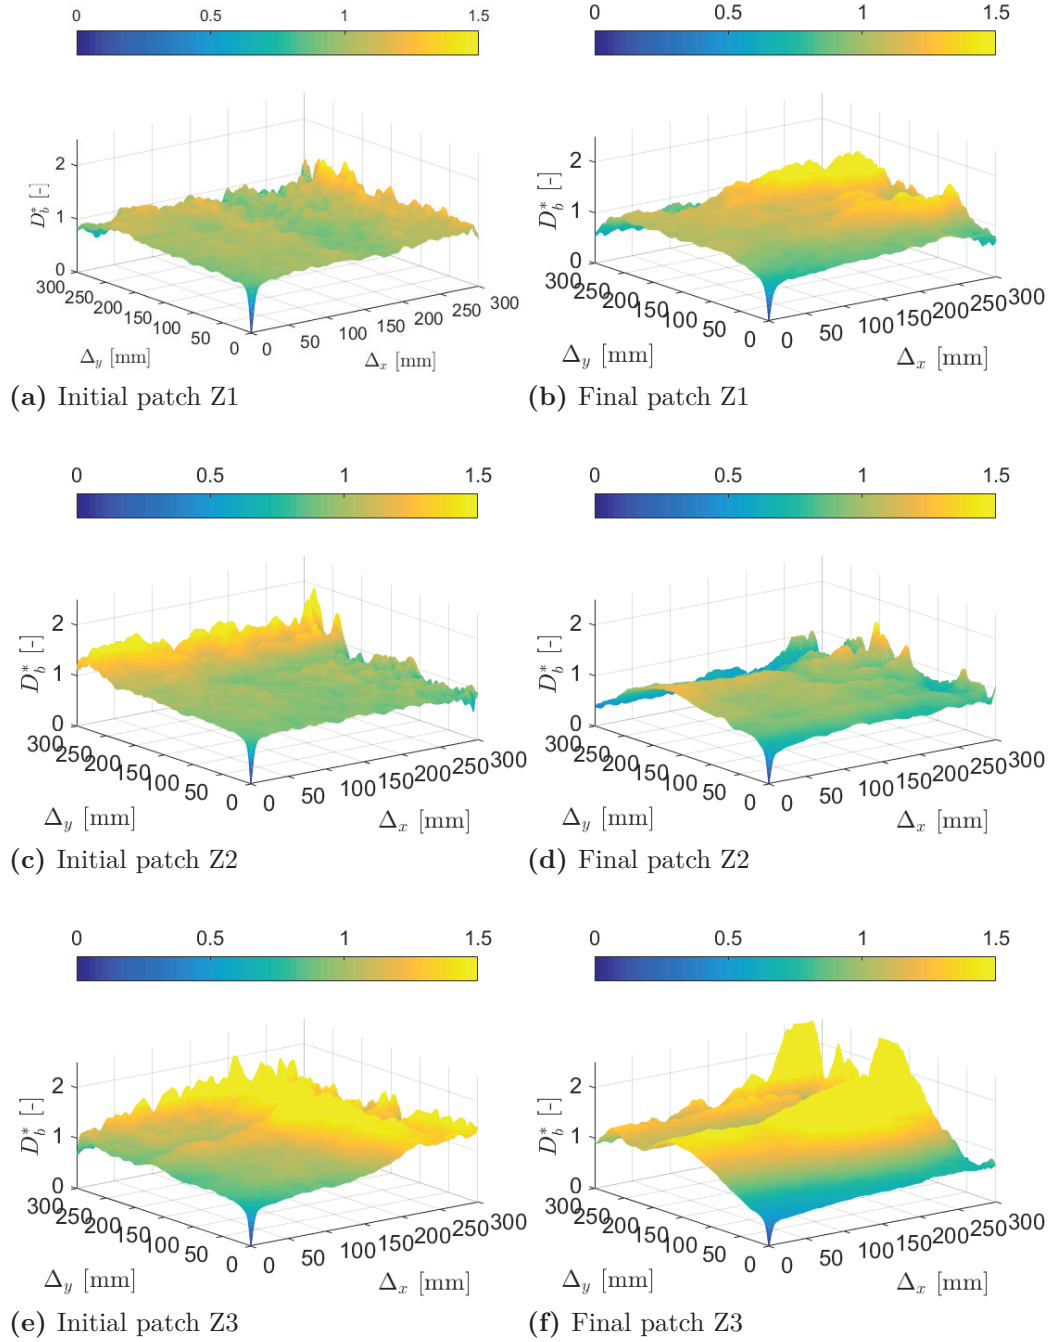 0 0.5 1 1.5
0 0.5 1 1.5
2
1
0
D_b^* [-]
300 250 200 150 100 50 0
0 50 100 150 200 250 300
Δ_y [mm]
Δ_x [mm]
2
1
0
D_b^* [-]
300 250 200 150 100 50 0
0 50 100 150 200 250 300
Δ_y [mm]
Δ_x [mm]
(a) Initial patch Z1
(b) Final patch Z1
0 0.5 1 1.5
0 0.5 1 1.5
2
1
0
D_b^* [-]
300 250 200 150 100 50 0
0 50 100 150 200 250 300
Δ_y [mm]
Δ_x [mm]
2
1
0
D_b^* [-]
300 250 200 150 100 50 0
0 50 100 150 200 250 300
Δ_y [mm]
Δ_x [mm]
(c) Initial patch Z2
(d) Final patch Z2
0 0.5 1 1.5
0 0.5 1 1.5
2
1
0
D_b^* [-]
300 250 200 150 100 50 0
0 50 100 150 200 250 300
Δ_y [mm]
Δ_x [mm]
2
1
0
D_b^* [-]
300 250 200 150 100 50 0
0 50 100 150 200 250 300
Δ_y [mm]
Δ_x [mm]
(e) Initial patch Z3
(f) Final patch Z3